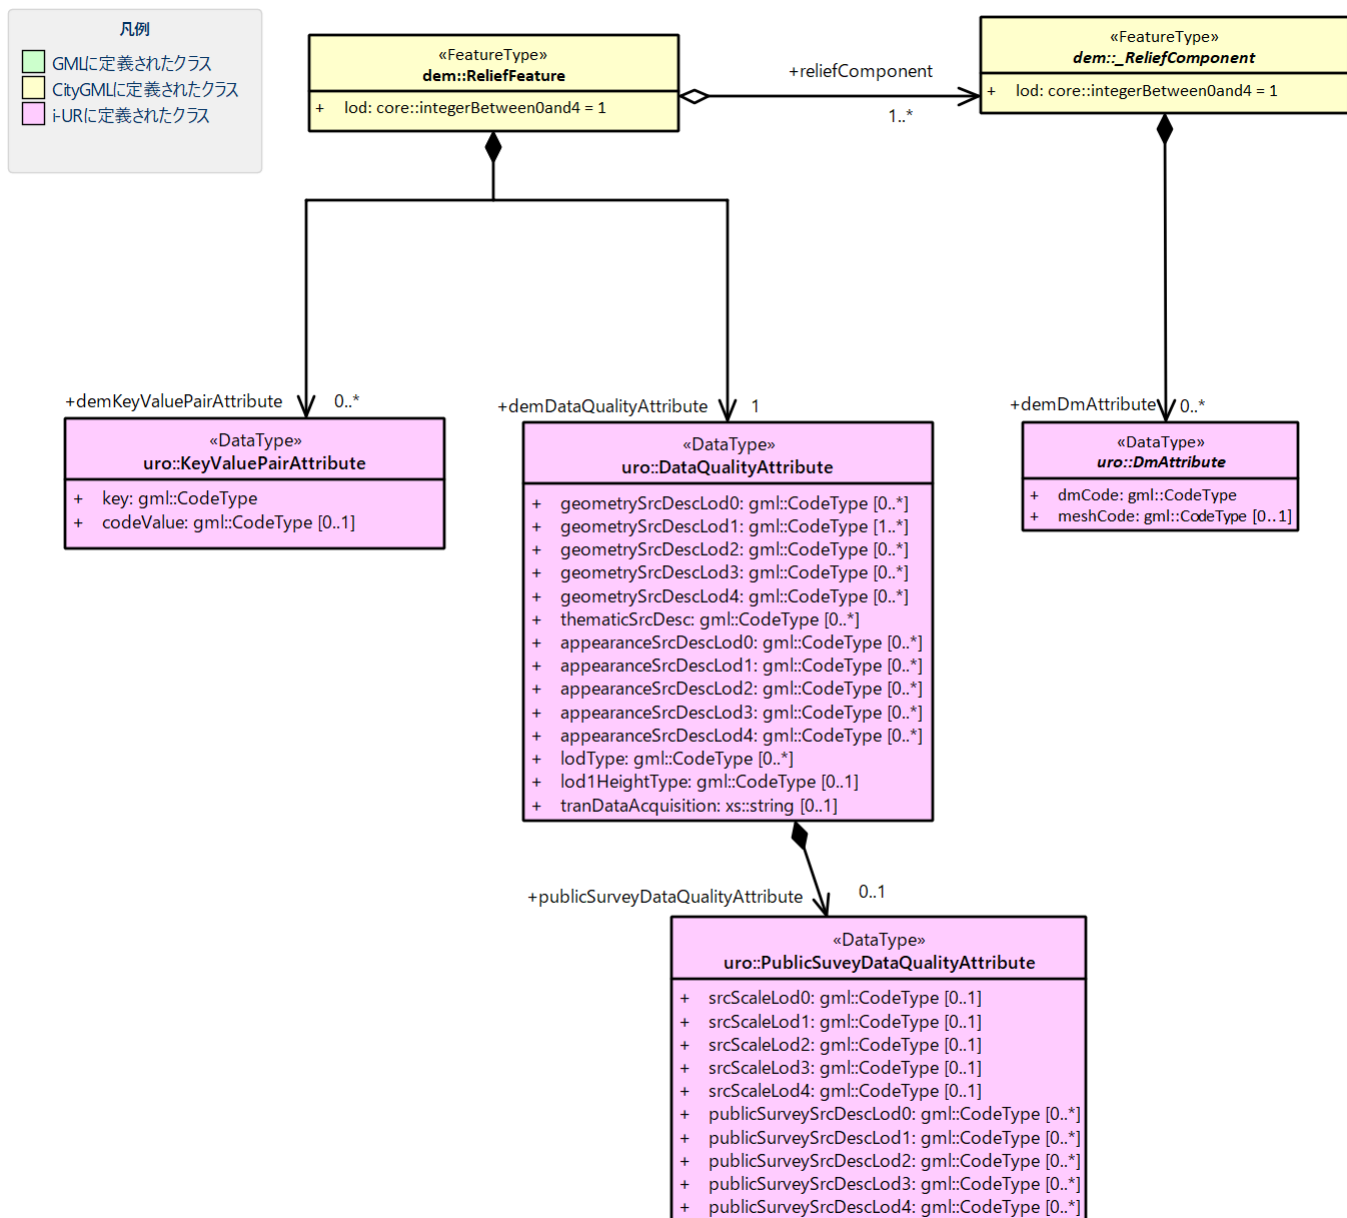 凡例
GMLに定義されたクラス
CityGMLに定義されたクラス
i-URに定義されたクラス
«FeatureType»
dem::ReliefFeature
+ lod: core::integerBetween0and4 = 1
+reliefComponent
1..*
«FeatureType»
dem::_ReliefComponent
+ lod: core::integerBetween0and4 = 1
+demKeyValuePairAttribute 0..*
«DataType»
uro::KeyValuePairAttribute
+ key: gml::CodeType
+ codeValue: gml::CodeType [0..1]
+demDataQualityAttribute 1
«DataType»
uro::DataQualityAttribute
+ geometrySrcDescLod0: gml::CodeType [0..*]
+ geometrySrcDescLod1: gml::CodeType [1..*]
+ geometrySrcDescLod2: gml::CodeType [0..*]
+ geometrySrcDescLod3: gml::CodeType [0..*]
+ geometrySrcDescLod4: gml::CodeType [0..*]
+ thematicSrcDesc: gml::CodeType [0..*]
+ appearanceSrcDescLod0: gml::CodeType [0..*]
+ appearanceSrcDescLod1: gml::CodeType [0..*]
+ appearanceSrcDescLod2: gml::CodeType [0..*]
+ appearanceSrcDescLod3: gml::CodeType [0..*]
+ appearanceSrcDescLod4: gml::CodeType [0..*]
+ lodType: gml::CodeType [0..*]
+ lod1HeightType: gml::CodeType [0..1]
+ tranDataAcquisition: xs::string [0..1]
+demDmAttribute 0..*
«DataType»
uro::DmAttribute
+ dmCode: gml::CodeType
+ meshCode: gml::CodeType [0..1]
+publicSurveyDataQualityAttribute 0..1
«DataType»
uro::PublicSuveyDataQualityAttribute
+ srcScaleLod0: gml::CodeType [0..1]
+ srcScaleLod1: gml::CodeType [0..1]
+ srcScaleLod2: gml::CodeType [0..1]
+ srcScaleLod3: gml::CodeType [0..1]
+ srcScaleLod4: gml::CodeType [0..1]
+ publicSurveySrcDescLod0: gml::CodeType [0..*]
+ publicSurveySrcDescLod1: gml::CodeType [0..*]
+ publicSurveySrcDescLod2: gml::CodeType [0..*]
+ publicSurveySrcDescLod3: gml::CodeType [0..*]
+ publicSurveySrcDescLod4: gml::CodeType [0..*]